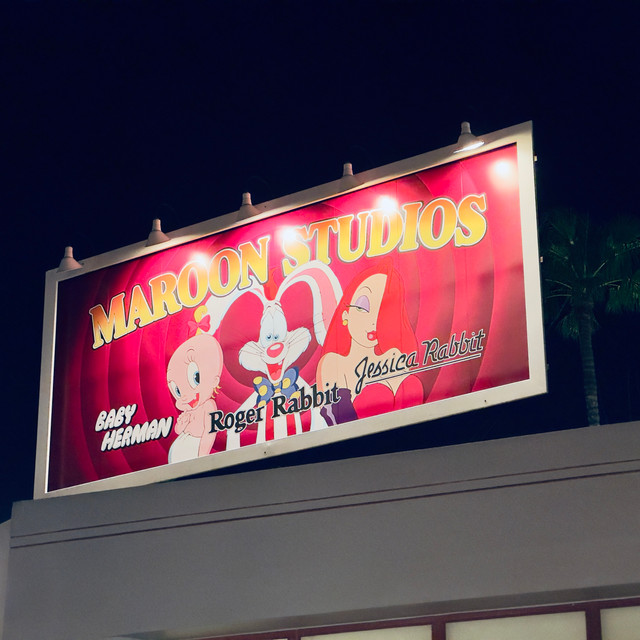 MAROON STUDIOS
BABY
HERMAN
Roger Rabbit
Jessica Rabbit